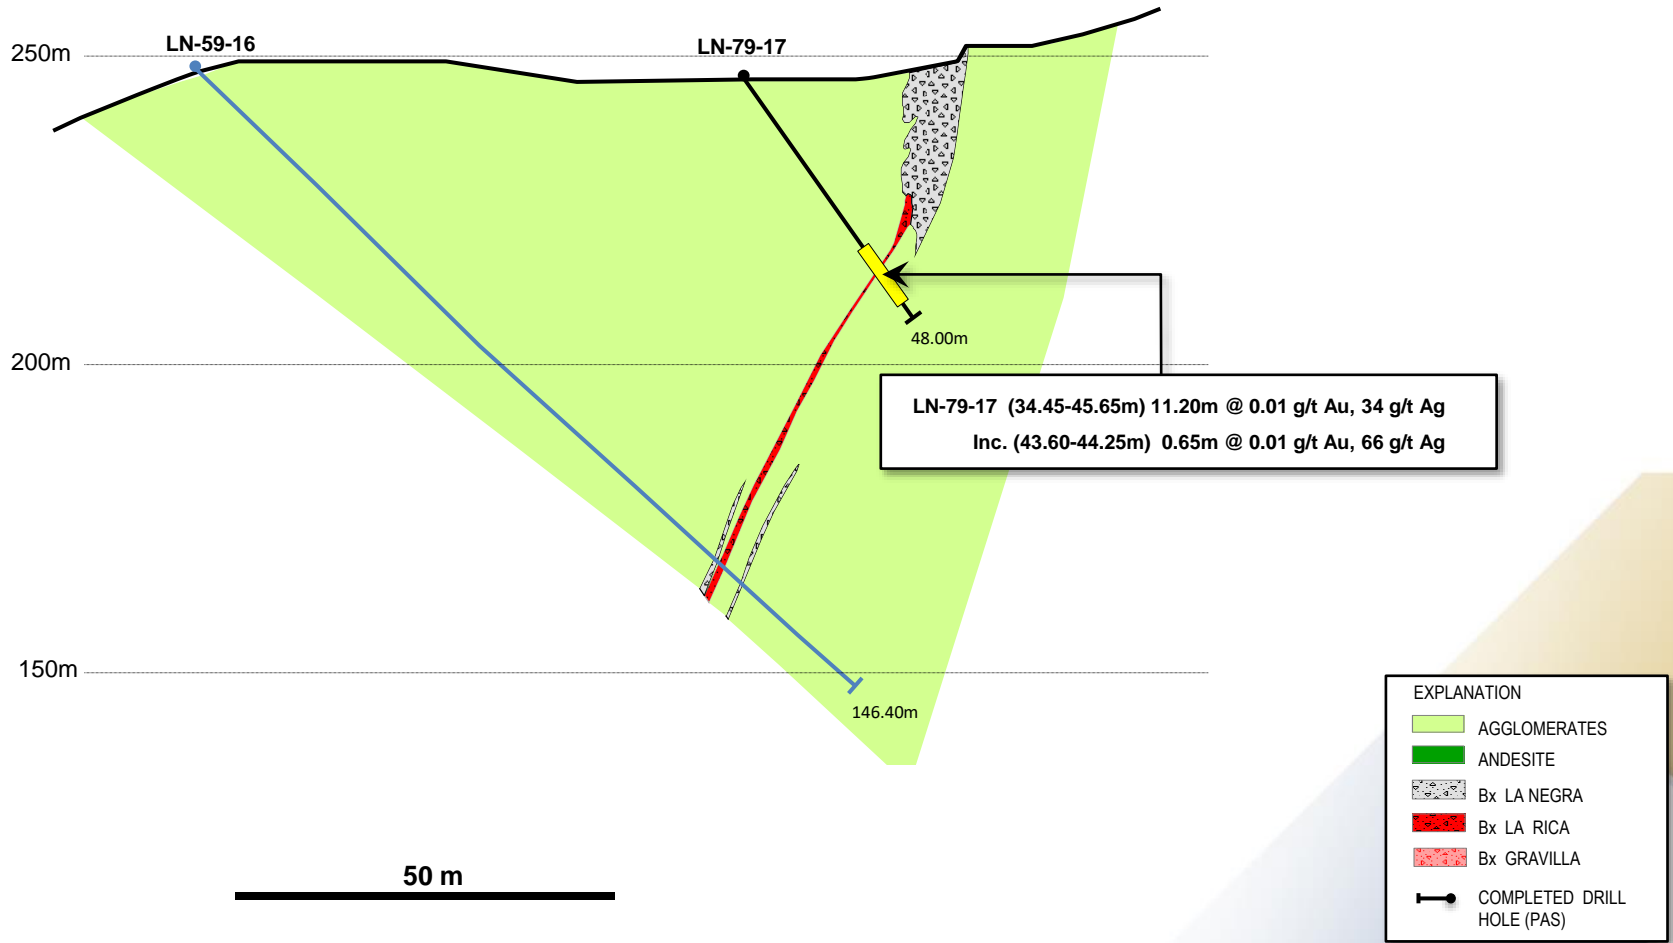 LN-59-16
LN-79-17
250m
48.00m
200m
LN-79-17 (34.45-45.65m) 11.20m @ 0.01 g/t Au, 34 g/t Ag
Inc. (43.60-44.25m) 0.65m @ 0.01 g/t Au, 66 g/t Ag
150m
146.40m
50 m
EXPLANATION
AGGLOMERATES
ANDESITE
Bx LA NEGRA
Bx LA RICA
Bx GRAVILLA
COMPLETED DRILL
HOLE (PAS)